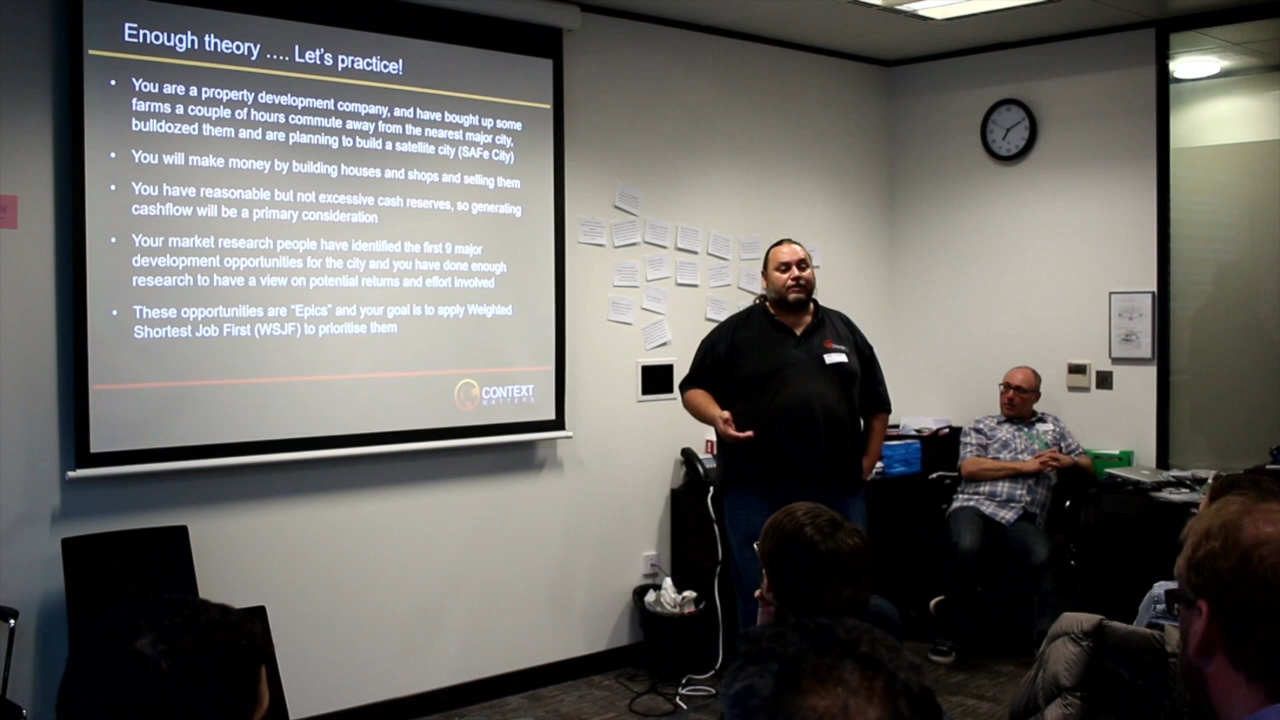 Enough theory .... Let's practice!
• You are a property development company, and have bought up some
farms a couple of hours commute away from the nearest major city,
bulldozed them and are planning to build a satellite city (SAFe City)
• You will make money by building houses and shops and selling them
• You have reasonable but not excessive cash reserves, so generating
cashflow will be a primary consideration
• Your market research people have identified the first 9 major
development opportunities for the city and you have done enough
research to have a view on potential returns and effort involved
• These opportunities are "Epics" and your goal is to apply Weighted
Shortest Job First (WSJF) to prioritise them
CONTEXT
MATTERS